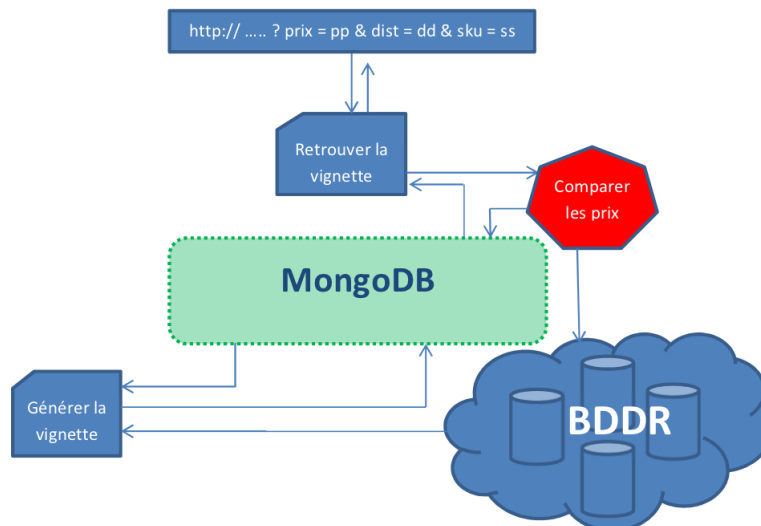 http:// ..... ? prix = pp & dist = dd & sku = ss
Retrouver la
vignette
Comparer
les prix
MongoDB
Générer la
vignette
BDDR